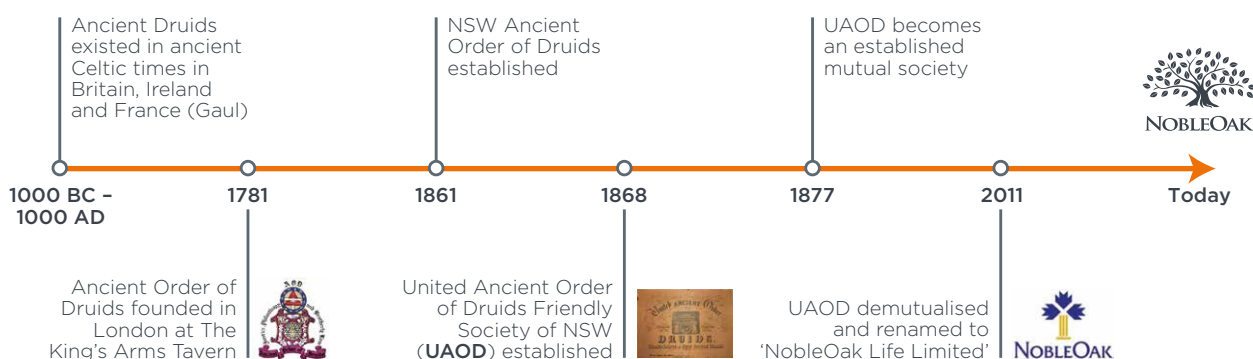 Ancient Druids
existed in ancient
Celtic times in
Britain, Ireland
and France (Gaul)
NSW Ancient
Order of Druids
established
UAOD becomes
an established
mutual society
NOBLEOAK
1000 BC –
1000 AD
1781
1861
1868
1877
2011
Today
Ancient Order of
Druids founded in
London at The
King's Arms Tavern
AOD
United Ancient Order
of Druids Friendly
Society of NSW
(UAOD) established
ANCIENT
DRUIDS
UAOD demutualised
and renamed to
'NobleOak Life Limited'
NOBLEOAK